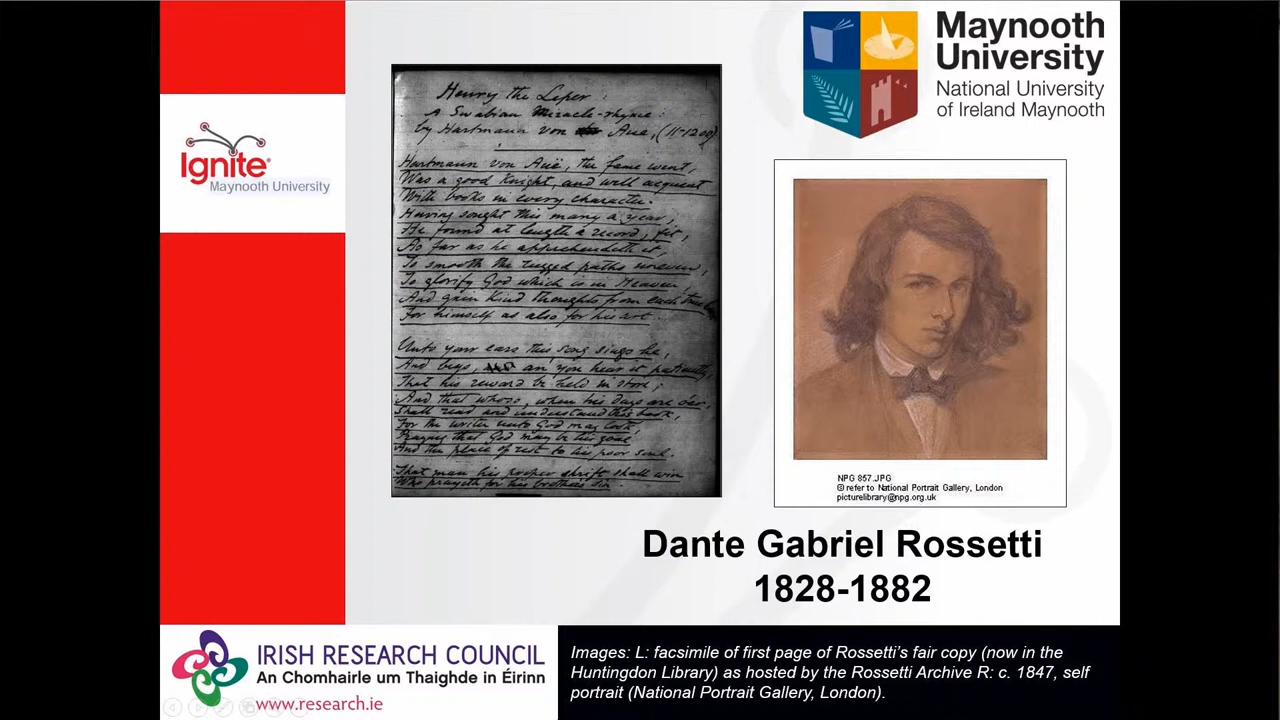 Ignite
Maynooth University
Henry the Leper
A Swabian Miracle-rhyme:
by Hartmann von Aue, (11-1200)
Hartmann von Auë, the fame went,
Was a good Knight, and well acquent
With books in every character.
Having sought this many a year,
He found at length a record, fit,
As far as he apprehendeth it,
To smooth the rugged paths
To glorify God which is in Heaven
And gain kind thoughts from each
For himself as also for his art.
Unto your ears this song sings he,
And begs, an you hear it patiently
That his reward be held in store;
And that whoso, when his days are o'er,
Shall read and understand this book,
For the writer unto God may look,
Praying that God may be his goal
And the place of rest to his poor soul.
That man his proper shrift shall win
Who prayeth for his brother's sin.
Maynooth
University
National University
of Ireland Maynooth
NPG 857.JPG
© refer to National Portrait Gallery, London
picturelibrary@npg.org.uk
Dante Gabriel Rossetti
1828-1882
IRISH RESEARCH COUNCIL
An Chomhairle um Thaighde in Éirinn
www.research.ie
Images: L: facsimile of first page of Rossetti's fair copy (now in the
Huntingdon Library) as hosted by the Rossetti Archive R: c. 1847, self
portrait (National Portrait Gallery, London).